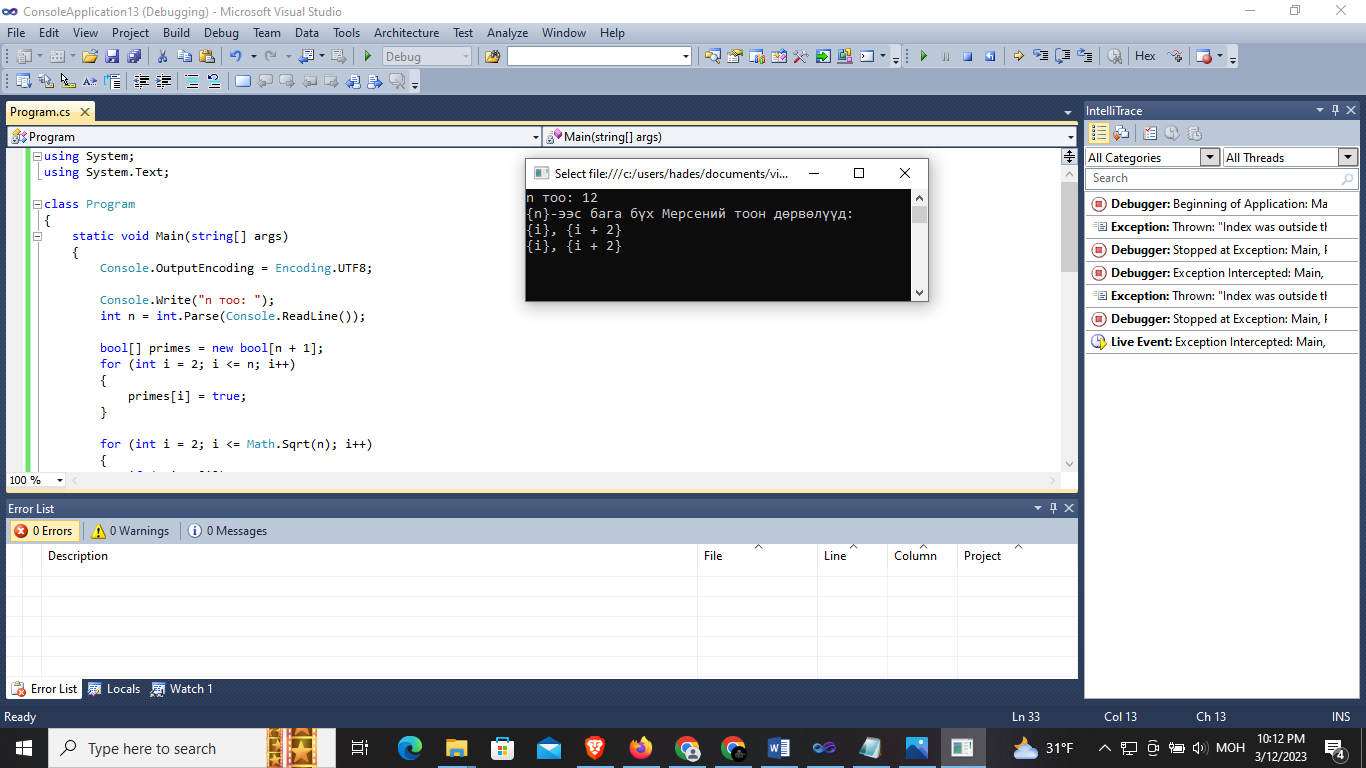 ConsoleApplication13 (Debugging) - Microsoft Visual Studio
File Edit View Project Build Debug Team Data Tools Architecture Test Analyze Window Help
Debug
Hex
Program.cs
Program
Main(string[] args)
using System;
using System.Text;
class Program
{
static void Main(string[] args)
{
Console.OutputEncoding = Encoding.UTF8;
Console.Write("n тоо: ");
int n = int.Parse(Console.ReadLine());
bool[] primes = new bool[n + 1];
for (int i = 2; i <= n; i++)
{
primes[i] = true;
}
for (int i = 2; i <= Math.Sqrt(n); i++)
{
100 %
Select file:///c:/users/hades/documents/vi...
n тоо: 12
{n}-ээс бага бүх Мерсений тоон дөрвөлүүд:
{i}, {i + 2}
{i}, {i + 2}
IntelliTrace
All Categories All Threads
Search
Debugger: Beginning of Application: Ma
Exception: Thrown: "Index was outside th
Debugger: Stopped at Exception: Main, F
Debugger: Exception Intercepted: Main,
Exception: Thrown: "Index was outside th
Debugger: Stopped at Exception: Main, F
Live Event: Exception Intercepted: Main,
Error List
0 Errors 0 Warnings 0 Messages
Description File Line Column Project
Error List Locals Watch 1
Ready Ln 33 Col 13 Ch 13 INS
Type here to search
31°F
МОН
10:12 PM
3/12/2023
4